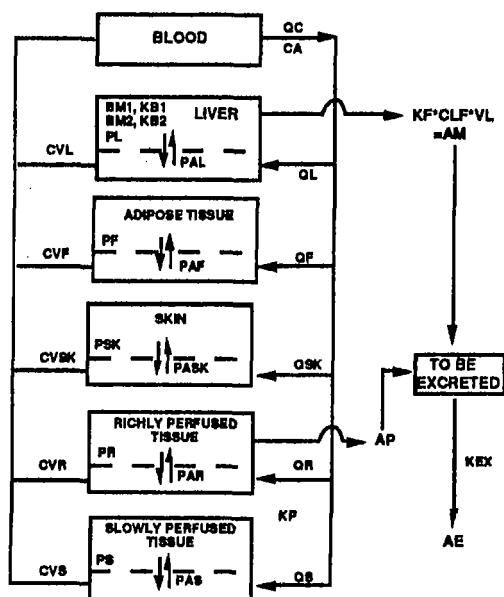 BLOOD
QC
CA
BM1, KB1
BM2, KB2
LIVER
PL
PAL
CVL
QL
KF*CLF*VL
=AM
ADIPOSE TISSUE
PF
PAF
CVF
QF
SKIN
PSK
PASK
CVSK
QSK
TO BE
EXCRETED
RICHLY PERFUSED
TISSUE
PR
PAR
CVR
QR
AP
KEX
KP
SLOWLY PERFUSED
TISSUE
PS
PAS
CVS
QS
AE